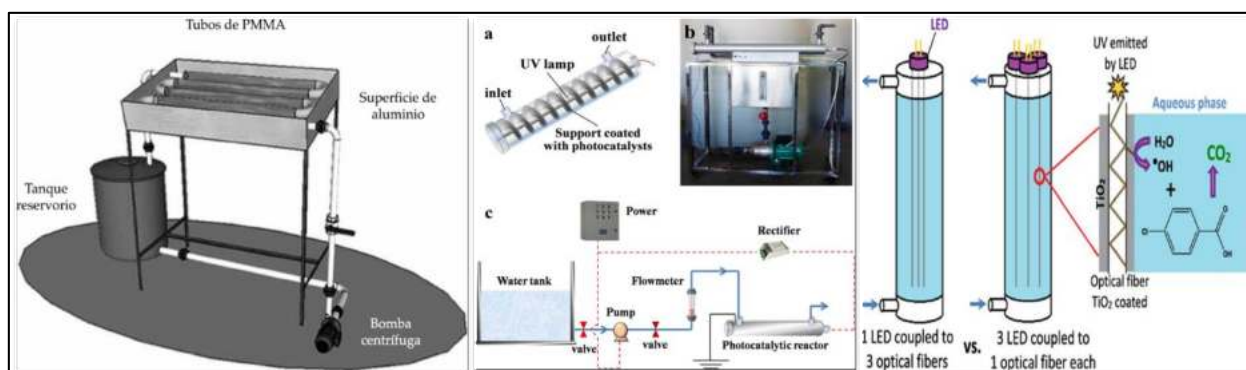 Tubos de PMMA
Superficie de
aluminio
Tanque
reservorio
Bomba
centrífuga
a
outlet
UV lamp
inlet
Support coated
with photocatalysts
b
c
Power
Rectifier
Water tank
Flowmeter
Pump
valve
valve
Photocatalytic reactor
LED
1 LED coupled to
3 optical fibers
vs.
3 LED coupled to
1 optical fiber each
UV emitted
by LED
Aqueous phase
TiO₂
H₂O
•OH
+
CO₂
O
OH
Optical fiber
TiO₂ coated